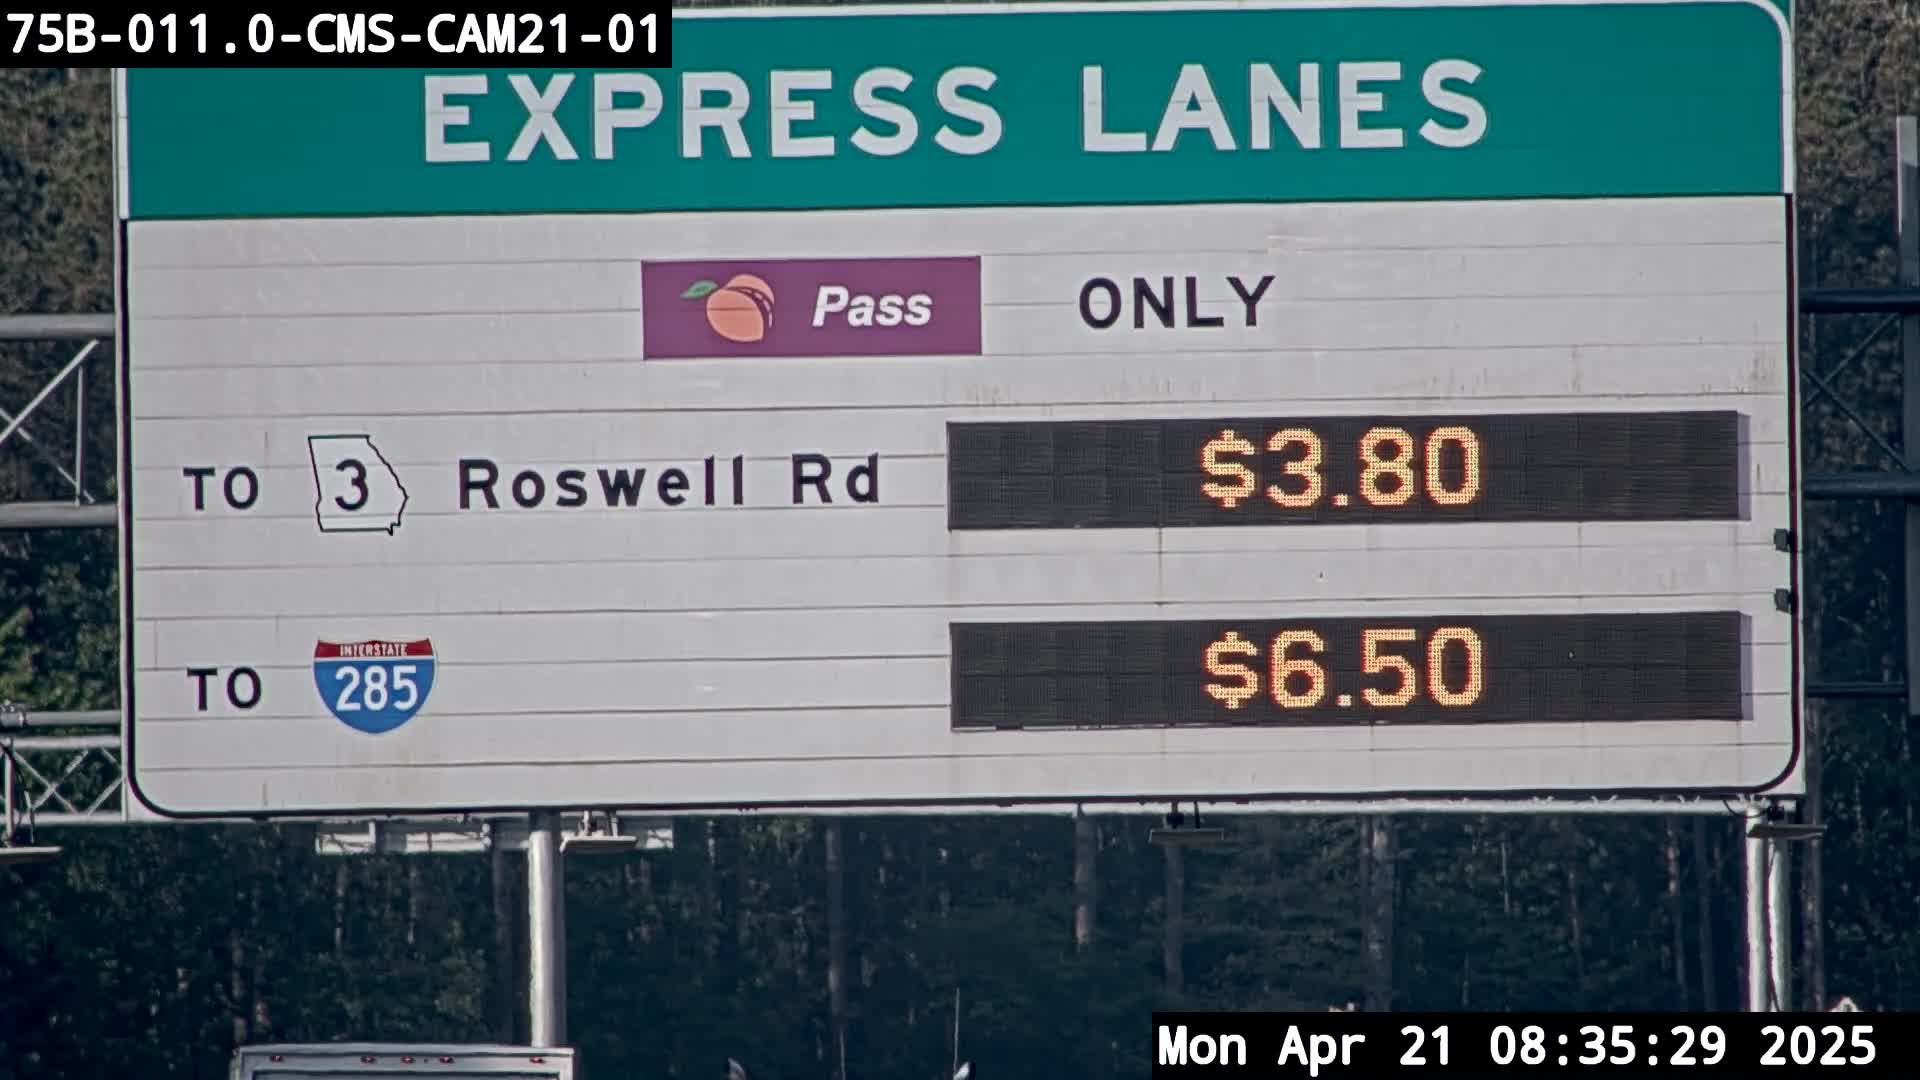 75B-011.0-CMS-CAM21-01
EXPRESS LANES
Pass ONLY
TO 3 Roswell Rd $3.80
TO INTERSTATE 285 $6.50
Mon Apr 21 08:35:29 2025